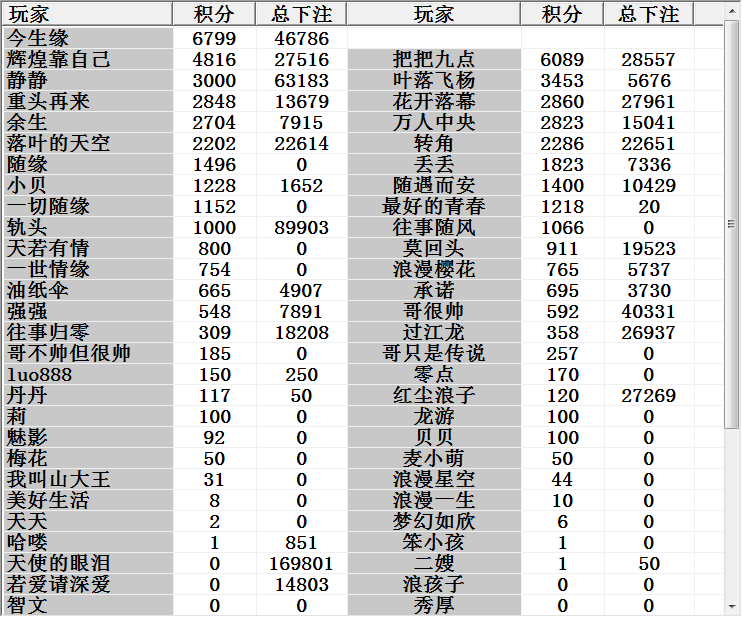 玩家 积分 总下注 玩家 积分 总下注
今生缘 6799 46786
辉煌靠自己 4816 27516 把把九点 6089 28557
静静 3000 63183 叶落飞杨 3453 5676
重头再来 2848 13679 花开落幕 2860 27961
余生 2704 7915 万人中央 2823 15041
落叶的天空 2202 22614 转角 2286 22651
随缘 1496 0 丢丢 1823 7336
小贝 1228 1652 随遇而安 1400 10429
一切随缘 1152 0 最好的青春 1218 20
轨头 1000 89903 往事随风 1066 0
天若有情 800 0 莫回头 911 19523
一世情缘 754 0 浪漫樱花 765 5737
油纸伞 665 4907 承诺 695 3730
强强 548 7891 哥很帅 592 40331
往事归零 309 18208 过江龙 358 26937
哥不帅但很帅 185 0 哥只是传说 257 0
luo888 150 250 零点 170 0
丹丹 117 50 红尘浪子 120 27269
莉 100 0 龙游 100 0
魅影 92 0 贝贝 100 0
梅花 50 0 麦小萌 50 0
我叫山大王 31 0 浪漫星空 44 0
美好生活 8 0 浪漫一生 10 0
天天 2 0 梦幻如欣 6 0
哈喽 1 851 笨小孩 1 0
天使的眼泪 0 169801 二嫂 1 50
若爱请深爱 0 14803 浪孩子 0 0
智文 0 0 秀厚 0 0